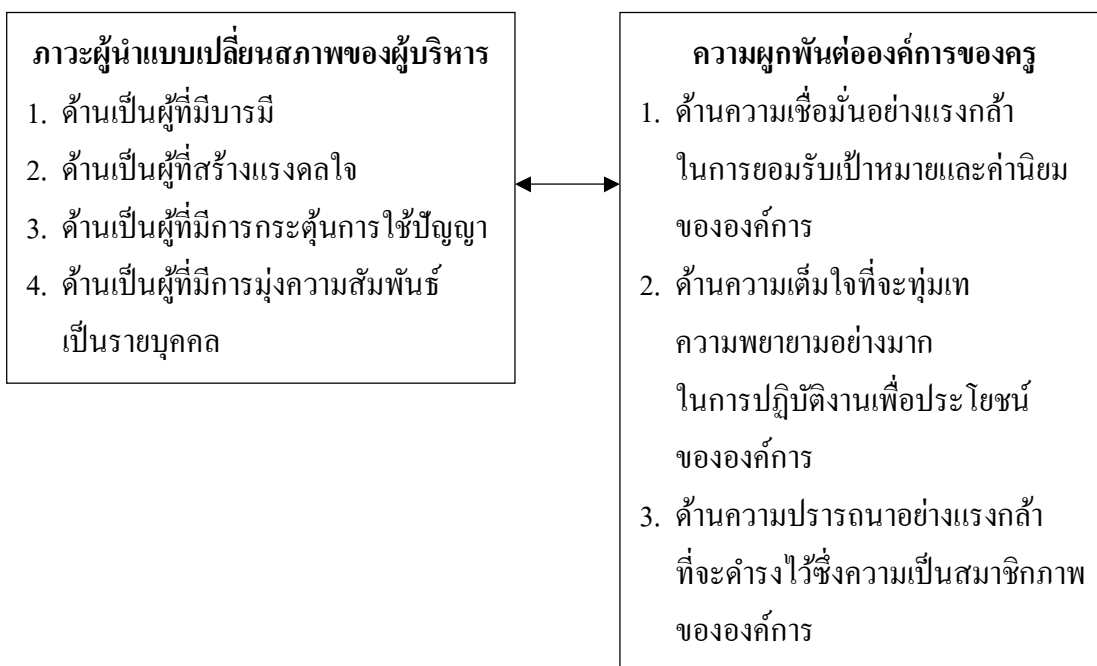 ภาวะผู้นำแบบเปลี่ยนสภาพของผู้บริหาร
1. ด้านเป็นผู้ที่มีบารมี
2. ด้านเป็นผู้ที่สร้างแรงดลใจ
3. ด้านเป็นผู้ที่มีการกระตุ้นการใช้ปัญญา
4. ด้านเป็นผู้ที่มีการมุ่งความสัมพันธ์
เป็นรายบุคคล
ความผูกพันต่อองค์การของครู
1. ด้านความเชื่อมั่นอย่างแรงกล้า
ในการยอมรับเป้าหมายและค่านิยม
ขององค์การ
2. ด้านความเต็มใจที่จะทุ่มเท
ความพยายามอย่างมาก
ในการปฏิบัติงานเพื่อประโยชน์
ขององค์การ
3. ด้านความปรารถนาอย่างแรงกล้า
ที่จะดำรงไว้ซึ่งความเป็นสมาชิกภาพ
ขององค์การ